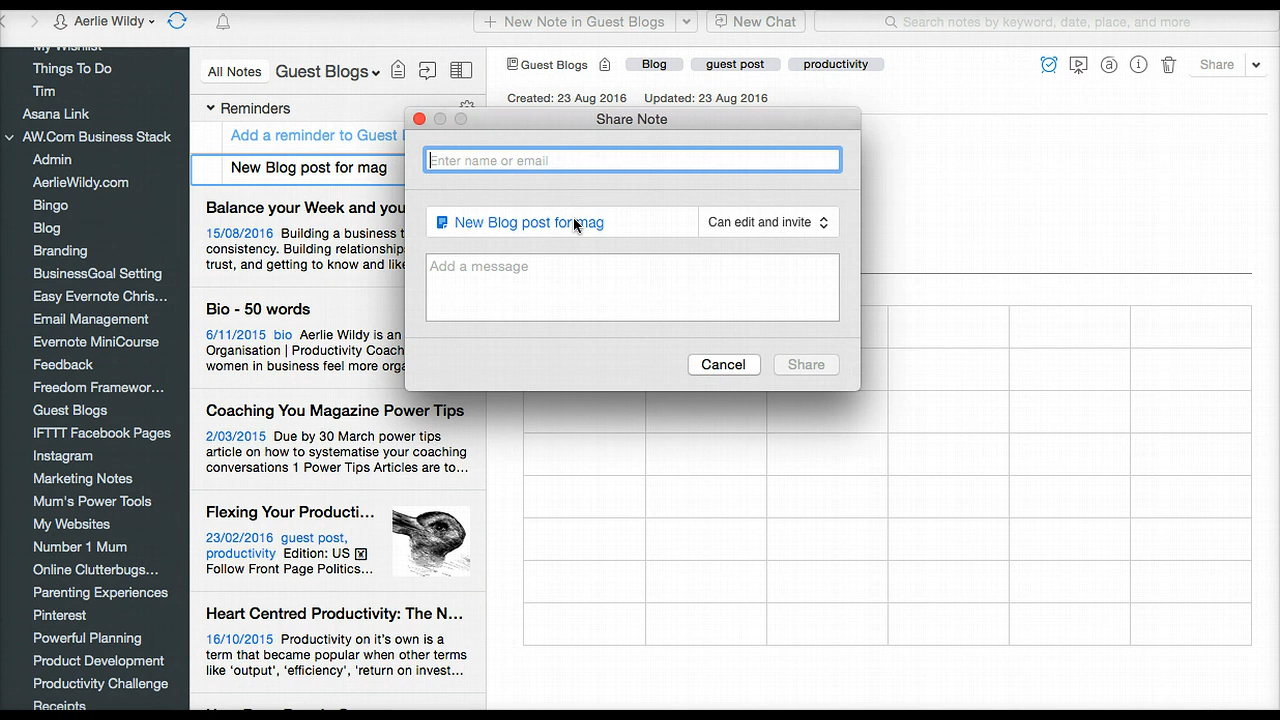 Aerlie Wildy
New Note in Guest Blogs
New Chat
Search notes by keyword, date, place, and more
My Wishlist
Things To Do
Tim
Asana Link
AW.Com Business Stack
Admin
AerlieWildy.com
Bingo
Blog
Branding
BusinessGoal Setting
Easy Evernote Chris...
Email Management
Evernote MiniCourse
Feedback
Freedom Framewor...
Guest Blogs
IFTTT Facebook Pages
Instagram
Marketing Notes
Mum's Power Tools
My Websites
Number 1 Mum
Online Clutterbugs...
Parenting Experiences
Pinterest
Powerful Planning
Product Development
Productivity Challenge
Receipts
All Notes
Guest Blogs
Reminders
Add a reminder to Guest
New Blog post for mag
Balance your Week and you
15/08/2016 Building a business t
consistency. Building relationships
trust, and getting to know and like
Bio - 50 words
6/11/2015 bio Aerlie Wildy is an
Organisation | Productivity Coach
women in business feel more orga
Coaching You Magazine Power Tips
2/03/2015 Due by 30 March power tips
article on how to systematise your coaching
conversations 1 Power Tips Articles are to...
Flexing Your Producti...
23/02/2016 guest post,
productivity Edition: US
Follow Front Page Politics...
Heart Centred Productivity: The N...
16/10/2015 Productivity on it's own is a
term that became popular when other terms
like 'output', 'efficiency', 'return on invest...
Guest Blogs
Blog
guest post
productivity
Share
Created: 23 Aug 2016
Updated: 23 Aug 2016
Share Note
Enter name or email
New Blog post for mag
Can edit and invite
Add a message
Cancel
Share